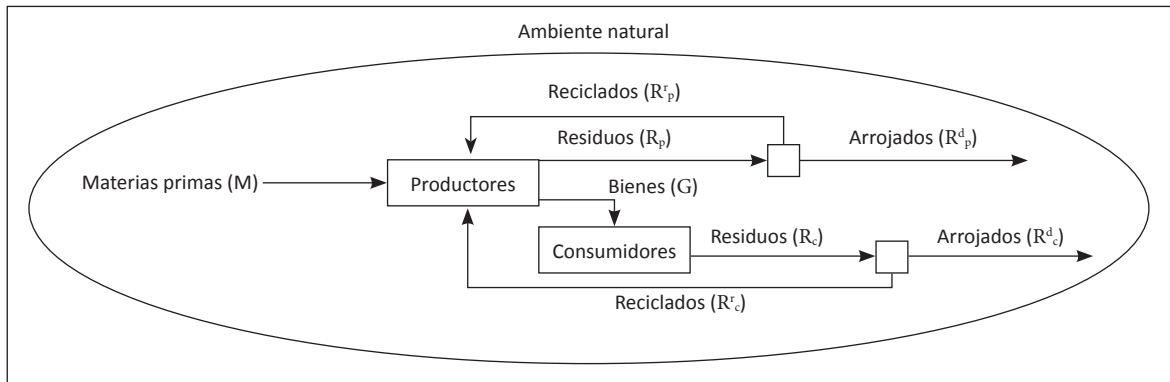 Ambiente natural
Reciclados (Rʳₚ)
Residuos (Rₚ)
Arrojados (Rᵈₚ)
Materias primas (M)
Productores
Bienes (G)
Consumidores
Residuos (R꜀)
Arrojados (Rᵈ꜀)
Reciclados (Rʳ꜀)